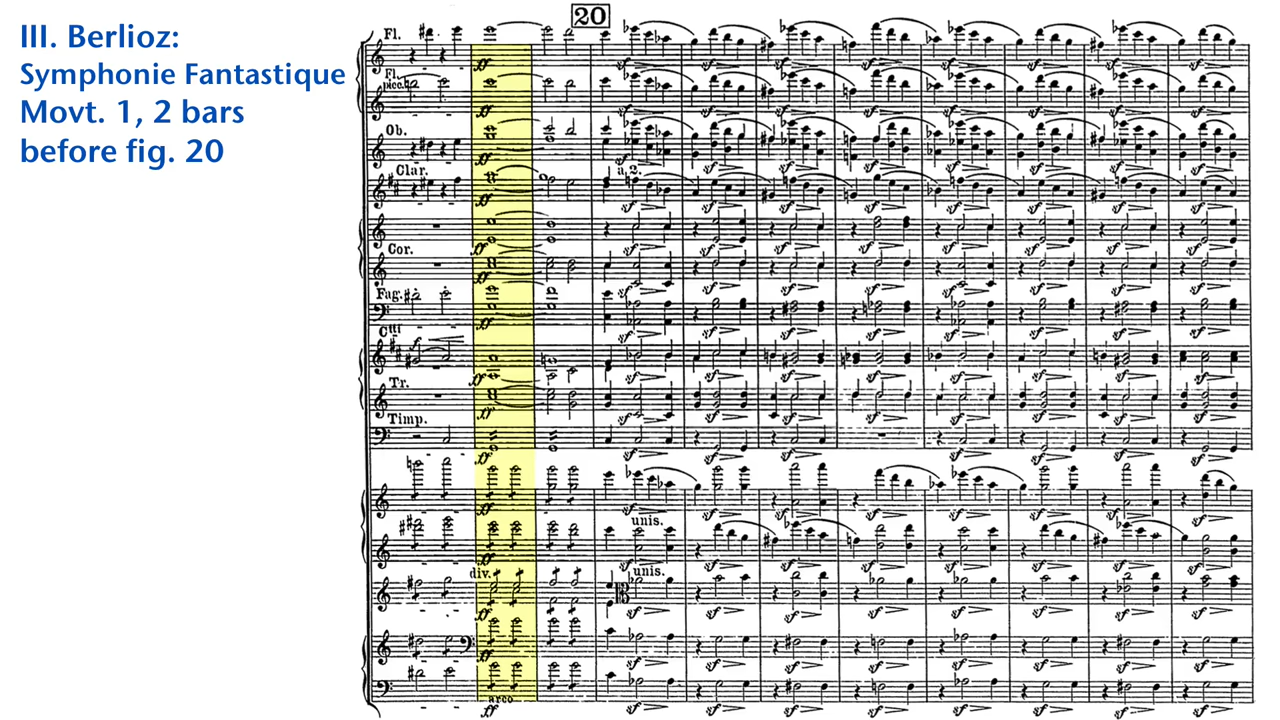 III. Berlioz:
Symphonie Fantastique
Movt. 1, 2 bars
before fig. 20
20
Fl.
Fl.
picc.
Ob.
a 2.
Clar.
Cor.
Fag.
Tr.
Timp.
unis.
div.
unis.
arco
ff